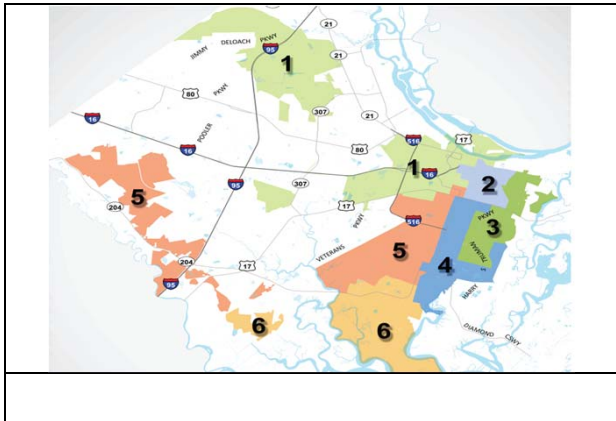 21
JIMMY DELOACH PKWY
95
1
80
PKWY
307
21
16
POOLER
80
516
17
16
1
16
95
307
2
5
204
17
PKWY
516
PKWY
3
VETERANS
5
4
TRUMAN
204
17
95
HARRY
S
6
6
DIAMOND CSWY